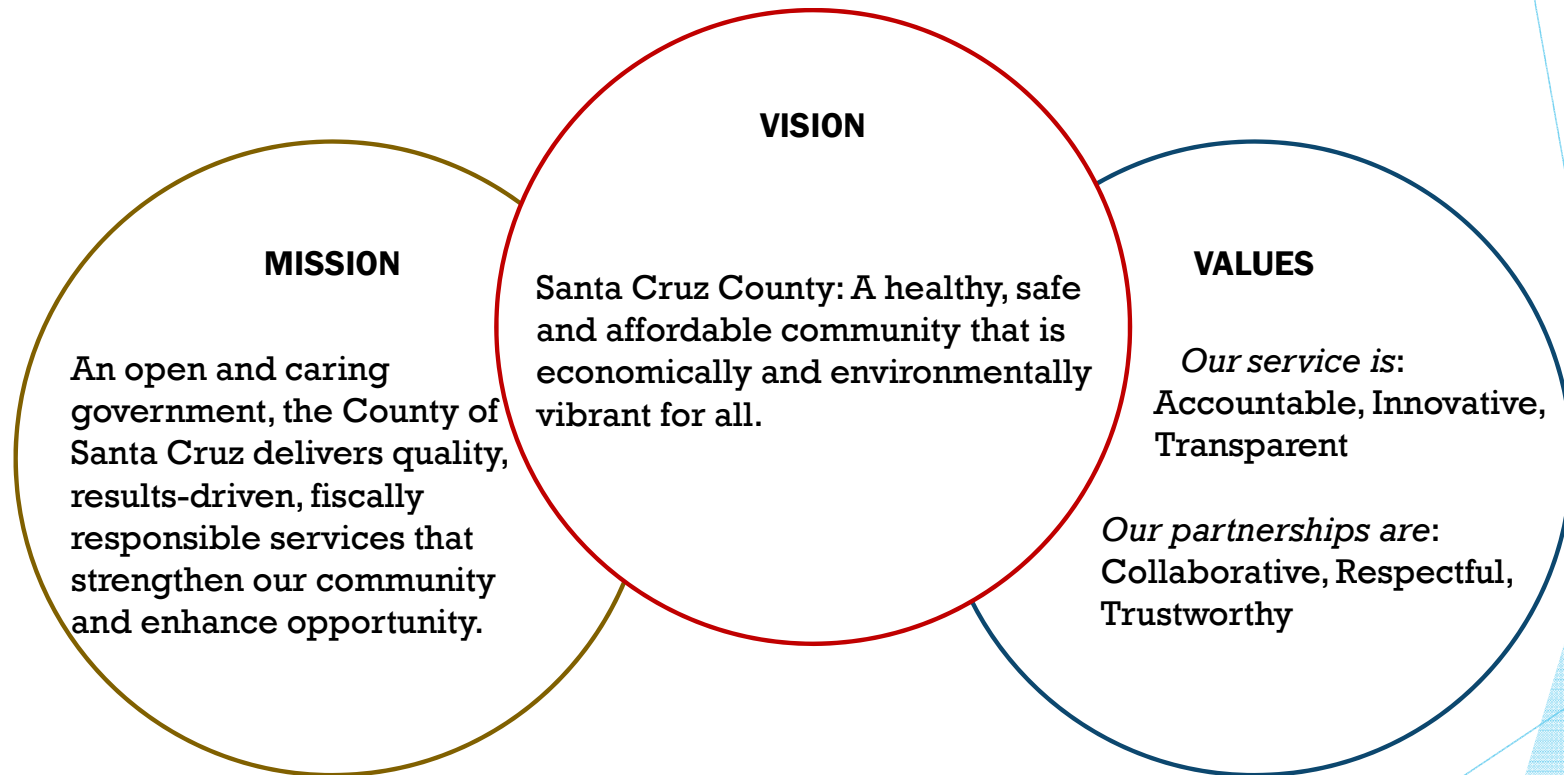 MISSION
An open and caring
government, the County of
Santa Cruz delivers quality,
results-driven, fiscally
responsible services that
strengthen our community
and enhance opportunity.
VISION
Santa Cruz County: A healthy, safe
and affordable community that is
economically and environmentally
vibrant for all.
VALUES
Our service is:
Accountable, Innovative,
Transparent
Our partnerships are:
Collaborative, Respectful,
Trustworthy